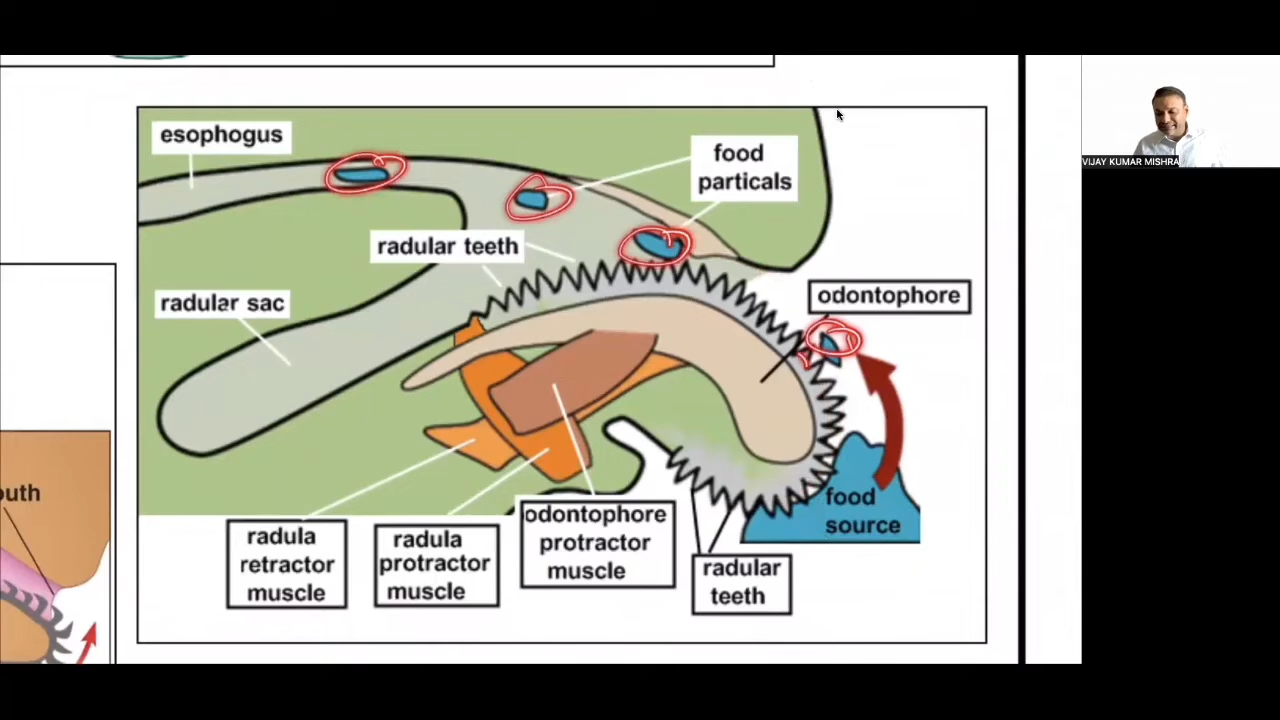 esophogus
food
particals
radular teeth
radular sac
odontophore
food
source
radula
retractor
muscle
radula
protractor
muscle
odontophore
protractor
muscle
radular
teeth
outh
VIJAY KUMAR MISHRA